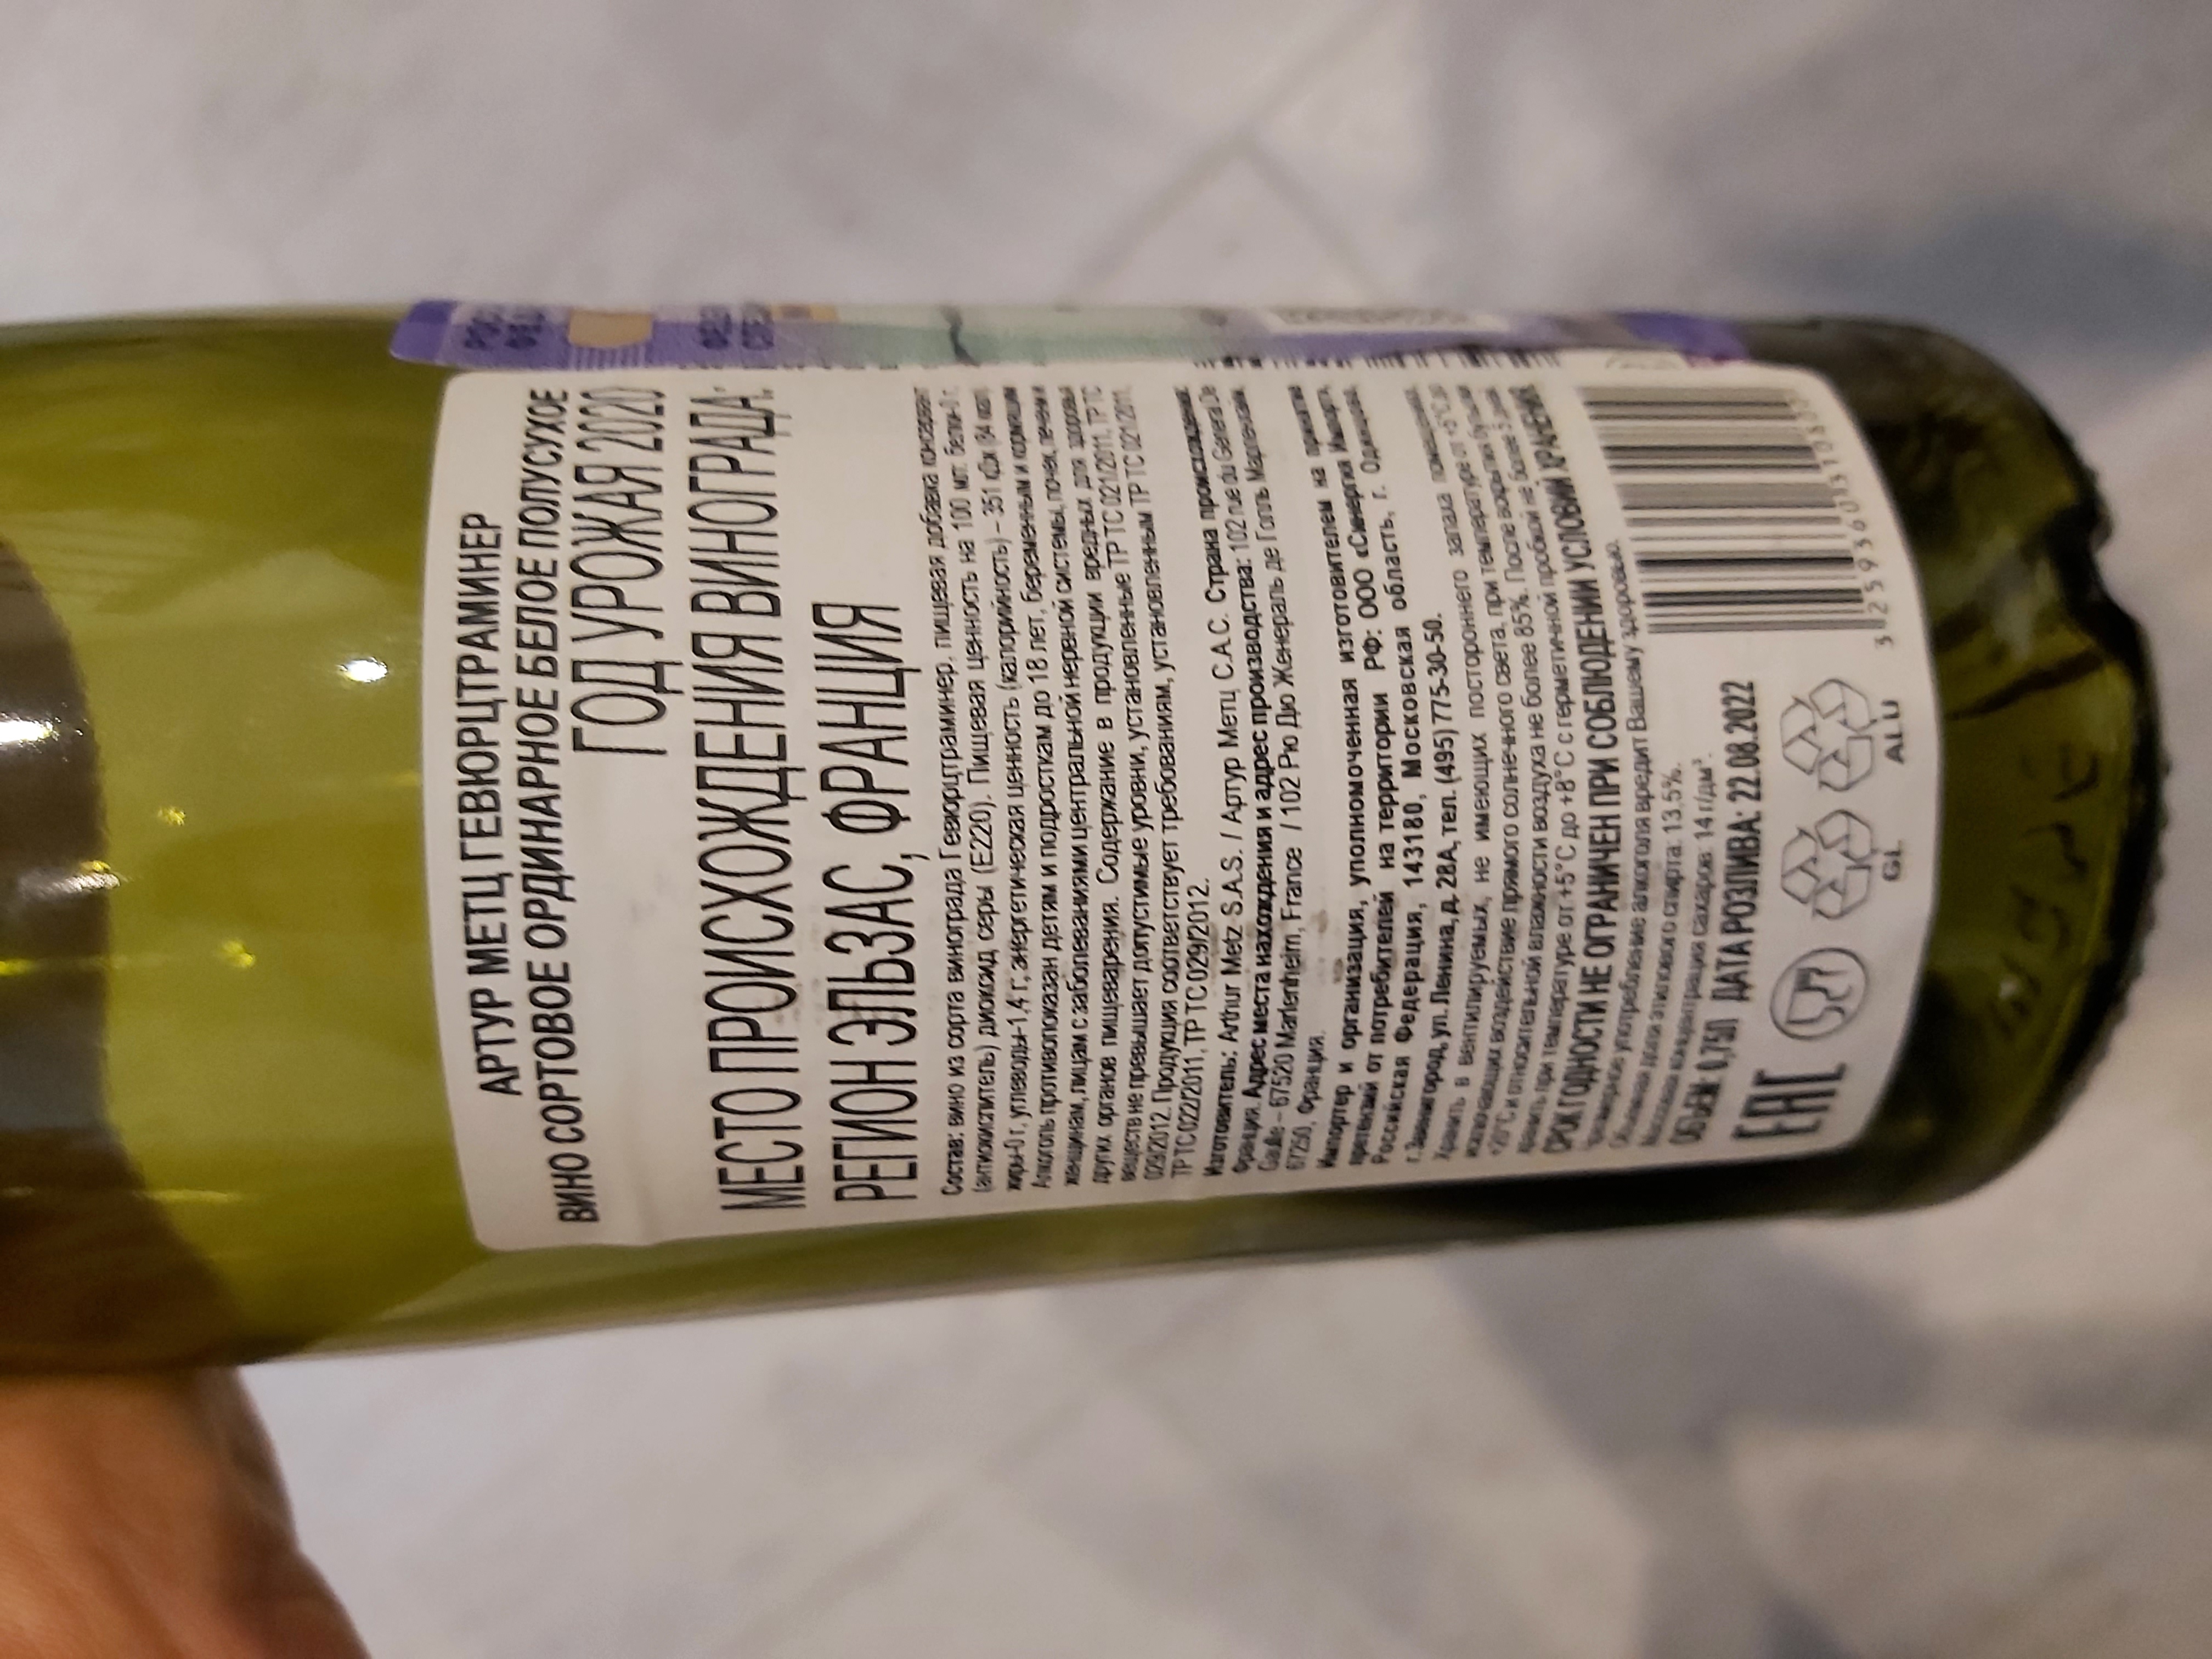 АРТУР МЕТЦ ГЕВЮРЦТРАМИНЕР
ВИНО СОРТОВОЕ ОРДИНАРНОЕ БЕЛОЕ ПОЛУСУХОЕ
ГОД УРОЖАЯ 2020
МЕСТО ПРОИСХОЖДЕНИЯ ВИНОГРАДА:
РЕГИОН ЭЛЬЗАС, ФРАНЦИЯ
Состав: вино из сорта винограда Гевюрцтраминер, пищевая добавка консервант
(антиокислитель) диоксид серы (Е220). Пищевая ценность на 100 мл: белки-0 г,
жиры-0 г, углеводы-1,4 г, энергетическая ценность (калорийность) – 351 кДж (84 ккал).
Алкоголь противопоказан детям и подросткам до 18 лет, беременным и кормящим
женщинам, лицам с заболеваниями центральной нервной системы, почек, печени и
других органов пищеварения. Содержание в продукции вредных для здоровья
веществ не превышает допустимые уровни, установленные ТР ТС 021/2011, ТР ТС
029/2012. Продукция соответствует требованиям, установленным ТР ТС 021/2011,
ТР ТС 022/2011, ТР ТС 029/2012.
Изготовитель: Arthur Metz S.A.S. / Артур Метц С.А.С. Страна происхождения:
Франция. Адрес места нахождения и адрес производства: 102 rue du General De
Gaulle - 67520 Marlenheim, France / 102 Рю Дю Женераль де Голль Марленхайм
67250, Франция.
Импортер и организация, уполномоченная изготовителем на принятие
претензий от потребителей на территории РФ: ООО «Синергия Импорт»,
Российская Федерация, 143180, Московская область, г. Одинцово,
г. Звенигород, ул. Ленина, д. 28А, тел. (495) 775-30-50.
Хранить в вентилируемых, не имеющих постороннего запаха помещениях,
исключающих воздействие прямого солнечного света, при температуре от +5°С до
+20°С и относительной влажности воздуха не более 85%. После вскрытия бутылки
хранить при температуре от +5°С до +8°С с герметичной пробкой не более 5 дней.
СРОК ГОДНОСТИ НЕ ОГРАНИЧЕН ПРИ СОБЛЮДЕНИИ УСЛОВИЙ ХРАНЕНИЯ
Чрезмерное употребление алкоголя вредит Вашему здоровью.
Объемная доля этилового спирта: 13,5%.
Массовая концентрация сахаров: 14 г/дм³.
ОБЪЕМ: 0,75Л ДАТА РОЗЛИВА: 22.08.2022
EAC
GL
ALU